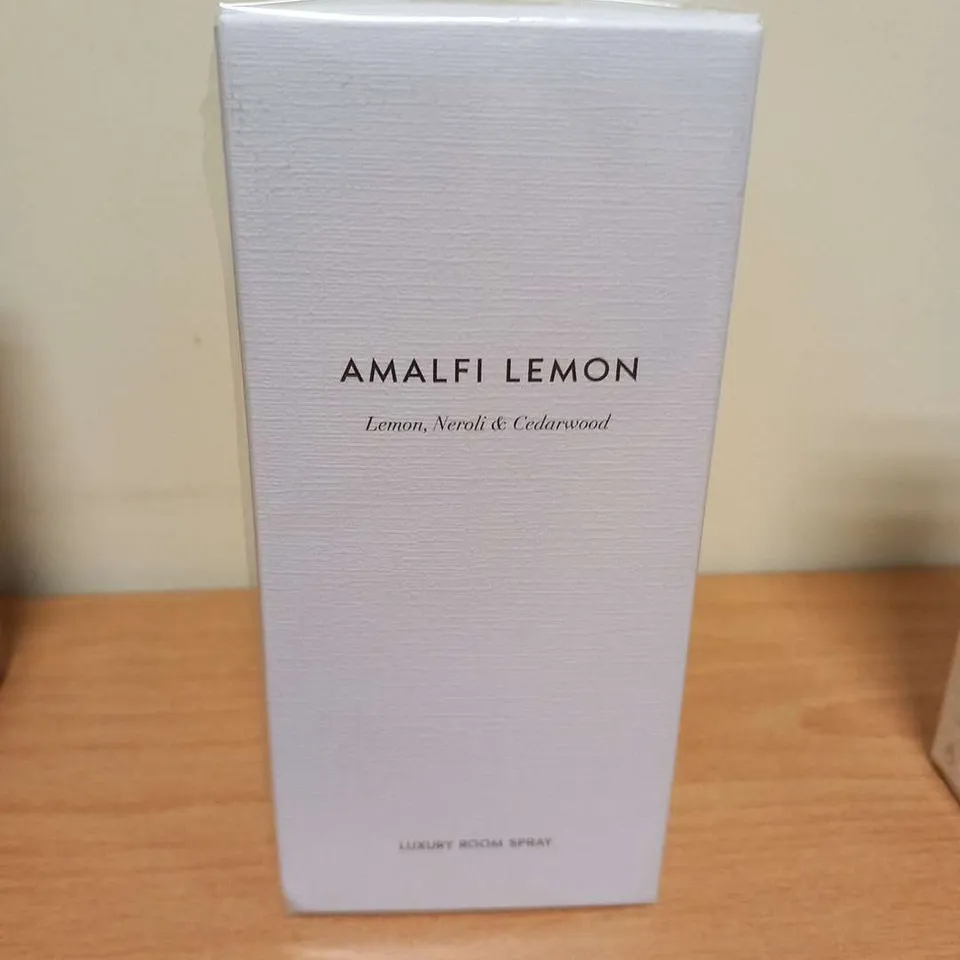 AMALFI LEMON
Lemon, Neroli & Cedarwood
LUXURY ROOM SPRAY